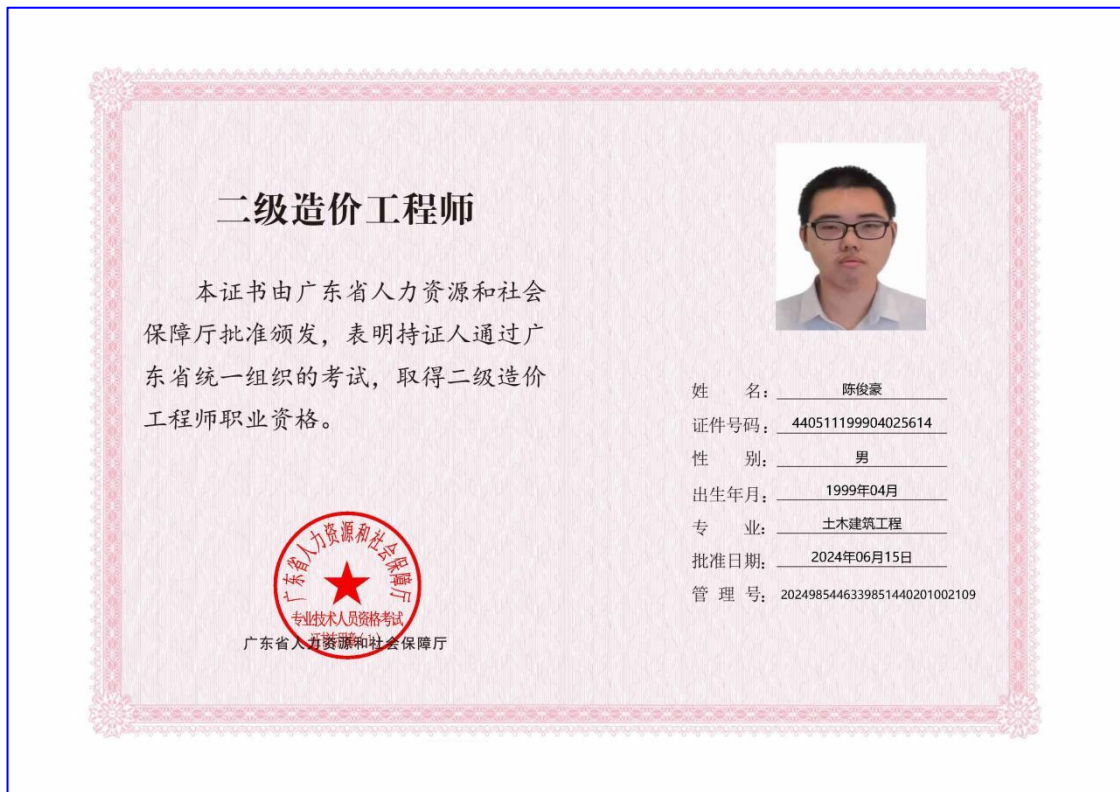 二级造价工程师
本证书由广东省人力资源和社会
保障厅批准颁发，表明持证人通过广
东省统一组织的考试，取得二级造价
工程师职业资格。
广东省人力资源和社会保障厅
专业技术人员资格考试
广东省人力资源和社会保障厅
姓 名：陈俊豪
证件号码：440511199904025614
性 别：男
出生年月：1999年04月
专 业：土木建筑工程
批准日期：2024年06月15日
管 理 号：2024985446339851440201002109